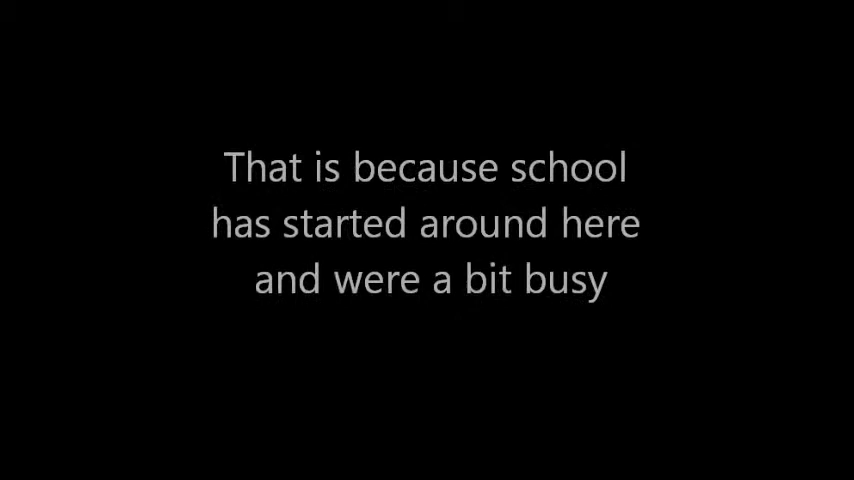 That is because school
has started around here
and were a bit busy